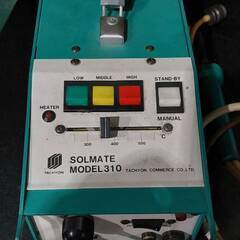 LOW MIDDLE HIGH STAND-BY
HEATER MANUAL
300 400 500 °C
SOLMATE
MODEL310
TACHYON TACHYON COMMERCE CO.,LTD.